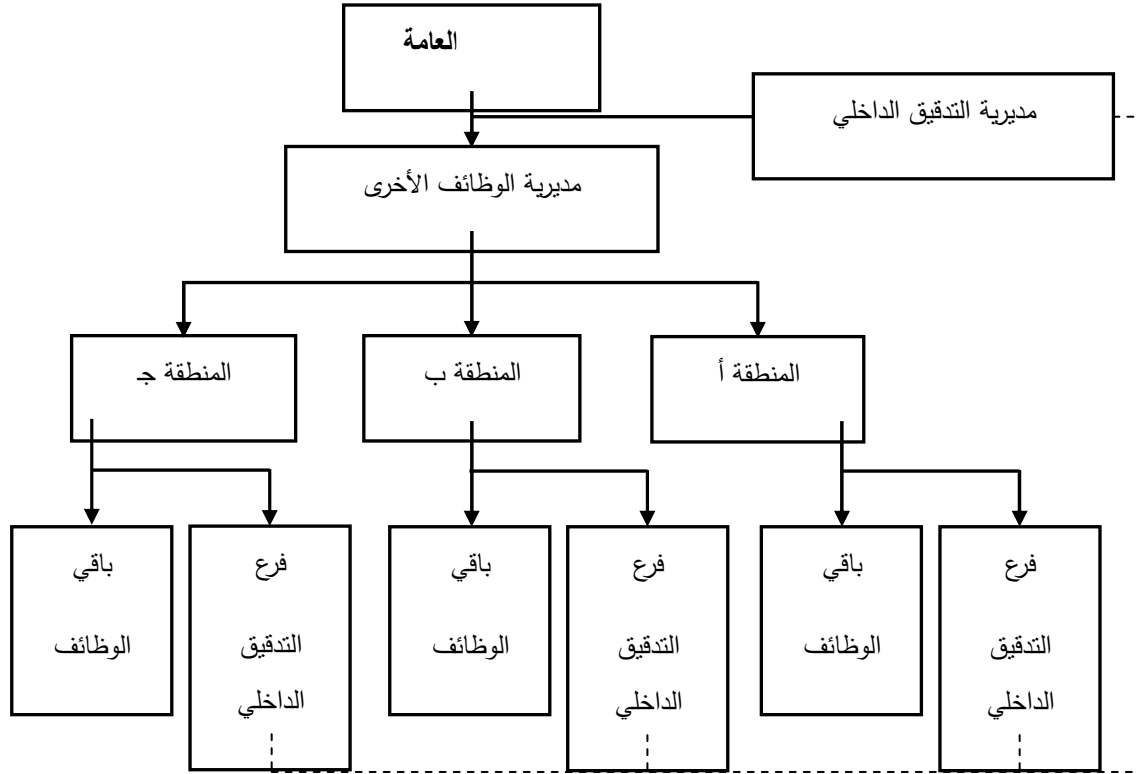 العامة
مديرية التدقيق الداخلي
مديرية الوظائف الأخرى
المنطقة أ
المنطقة ب
المنطقة جـ
فرع
التدقيق
الداخلي
باقي
الوظائف
فرع
التدقيق
الداخلي
باقي
الوظائف
فرع
التدقيق
الداخلي
باقي
الوظائف